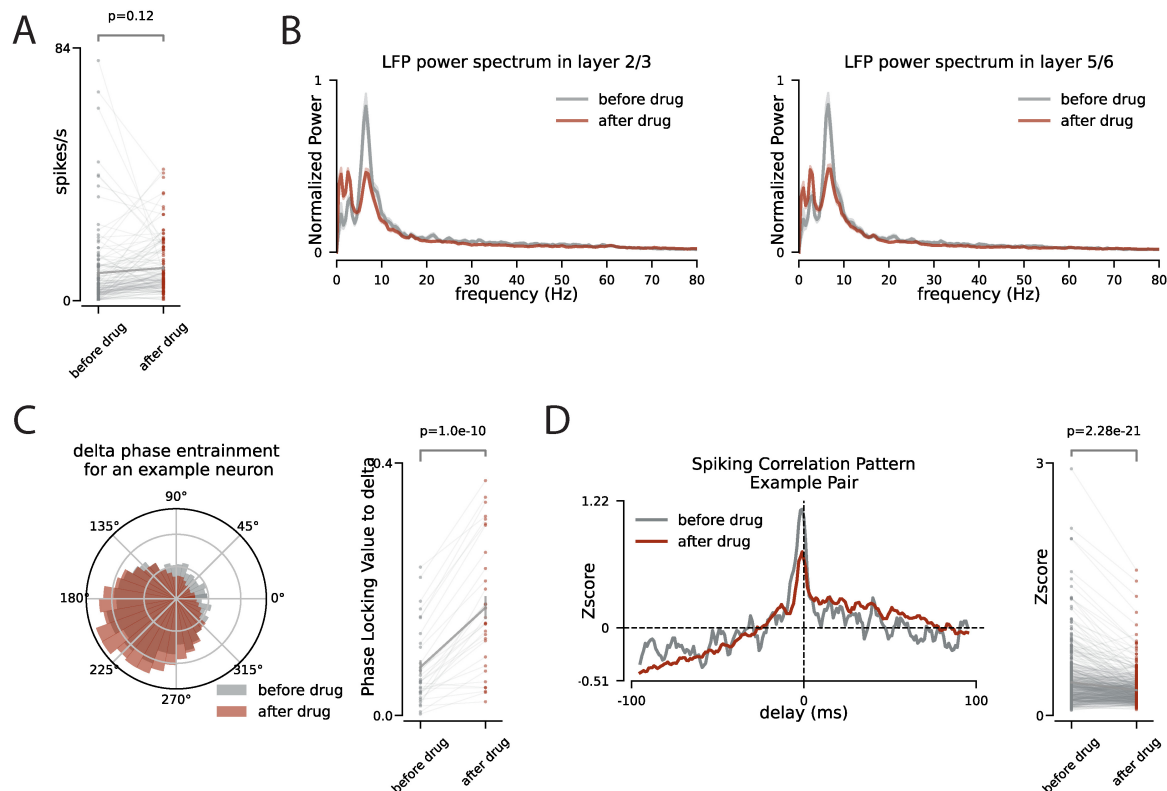 A
p=0.12
84
spikes/s
0
before drug
after drug
B
LFP power spectrum in layer 2/3
1
before drug
after drug
Normalized Power
0
0 10 20 30 40 50 60 70 80
frequency (Hz)
LFP power spectrum in layer 5/6
1
before drug
after drug
Normalized Power
0
0 10 20 30 40 50 60 70 80
frequency (Hz)
C
delta phase entrainment
for an example neuron
90°
135°
45°
180°
0°
225°
315°
270°
before drug
after drug
p=1.0e-10
0.4
Phase Locking Value to delta
0.0
before drug
after drug
D
Spiking Correlation Pattern
Example Pair
1.22
before drug
after drug
Zscore
0
-0.51
-100 0 100
delay (ms)
p=2.28e-21
3
Zscore
0
before drug
after drug